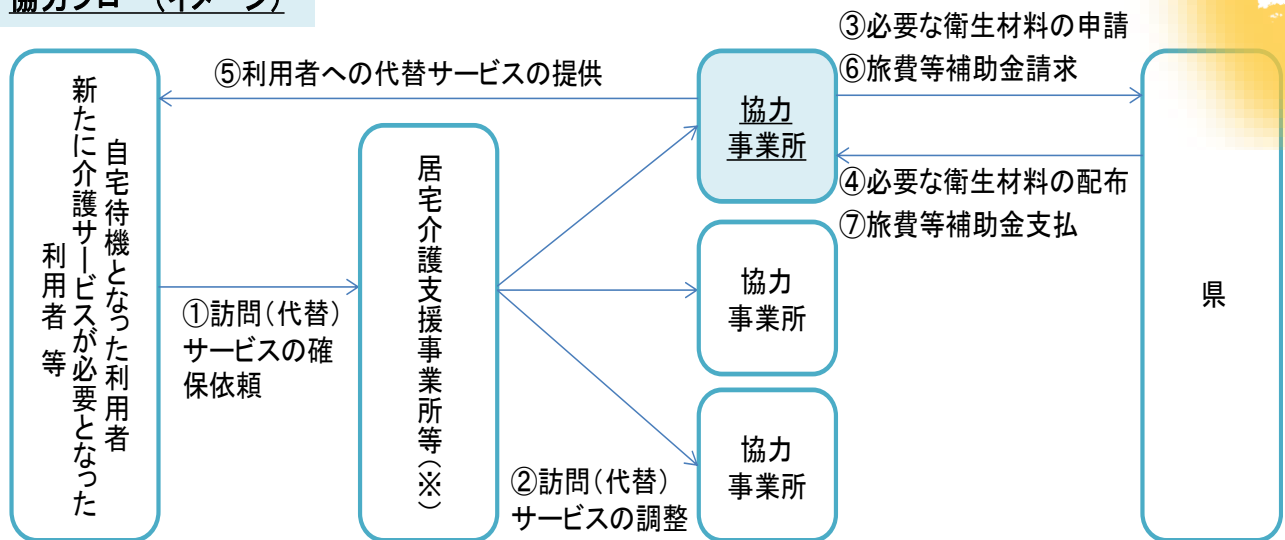 協力フロー(イメージ)
自宅待機となった利用者
新たに介護サービスが必要となった
利用者 等
①訪問(代替)
サービスの確
保依頼
居宅介護支援事業所等(※)
②訪問(代替)
サービスの調整
⑤利用者への代替サービスの提供
協力
事業所
協力
事業所
協力
事業所
③必要な衛生材料の申請
⑥旅費等補助金請求
④必要な衛生材料の配布
⑦旅費等補助金支払
県